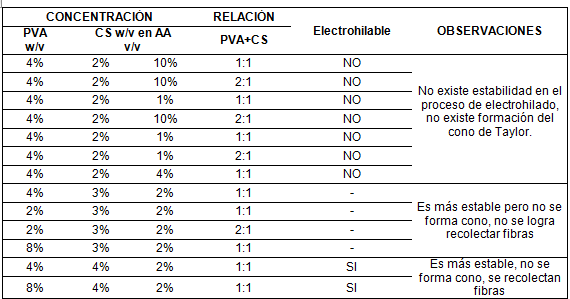 CONCENTRACIÓN RELACIÓN Electrohilable OBSERVACIONES
PVA w/v CS w/v en AA v/v PVA+CS
4% 2% 10% 1:1 NO
4% 2% 10% 2:1 NO
4% 2% 1% 1:1 NO
4% 2% 10% 2:1 NO
4% 2% 1% 1:1 NO
4% 2% 1% 2:1 NO
4% 2% 4% 1:1 NO
No existe estabilidad en el
proceso de electrohilado,
no existe formación del
cono de Taylor.
4% 3% 2% 1:1 -
2% 3% 2% 1:1 -
2% 3% 2% 2:1 -
8% 3% 2% 1:1 -
Es más estable pero no se
forma cono, no se logra
recolectar fibras
4% 4% 2% 1:1 SI
8% 4% 2% 1:1 SI
Es más estable, no se
forma cono, se recolectan
fibras